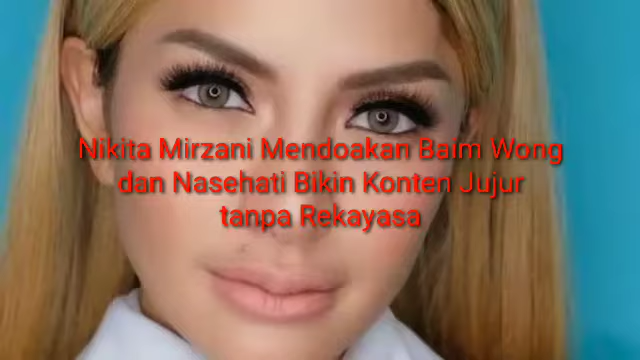 Nikita Mirzani Mendoakan Baim Wong
dan Nasehati Bikin Konten Jujur
tanpa Rekayasa